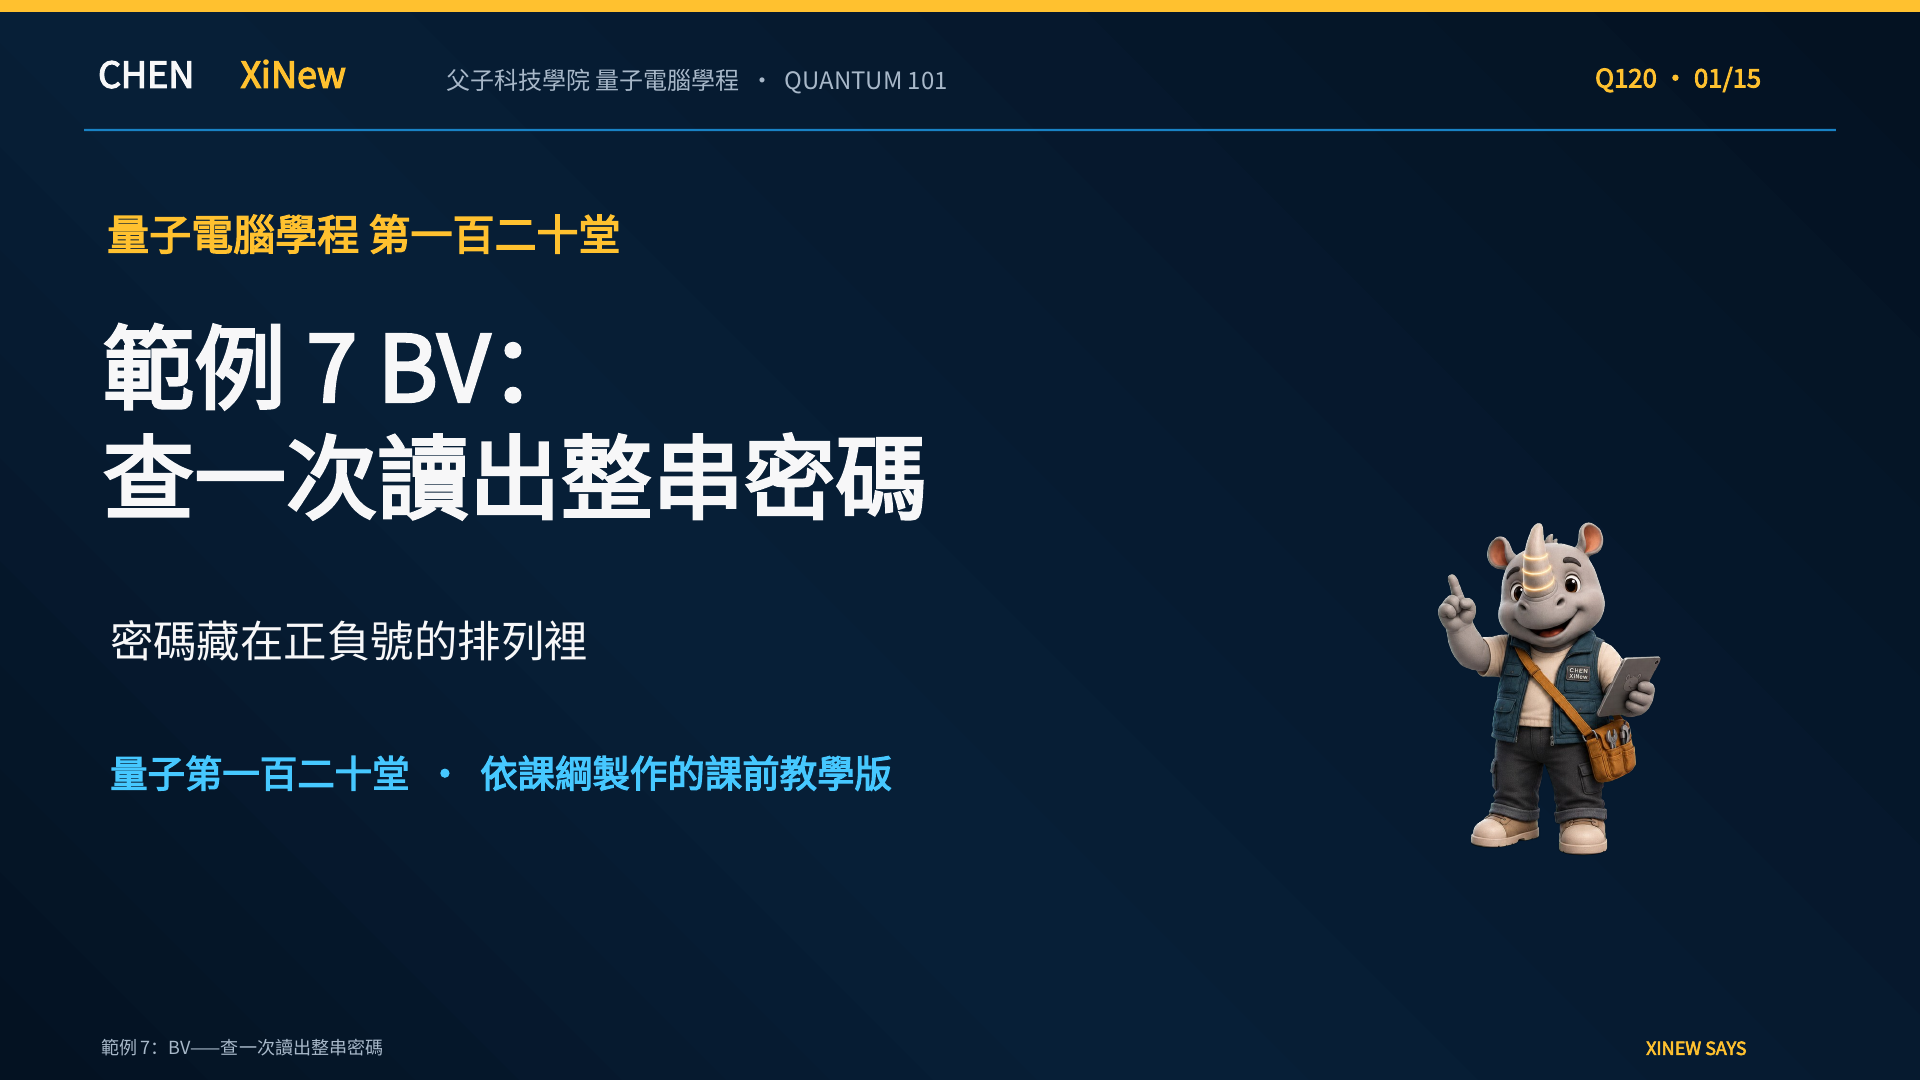 CHEN XiNew 父子科技學院 量子電腦學程 • QUANTUM 101 Q120 • 01/15
量子電腦學程 第一百二十堂
範例 7 BV：
查一次讀出整串密碼
密碼藏在正負號的排列裡
CHEN
XiNew
量子第一百二十堂 • 依課綱製作的課前教學版
範例 7：BV——查一次讀出整串密碼 XINEW SAYS